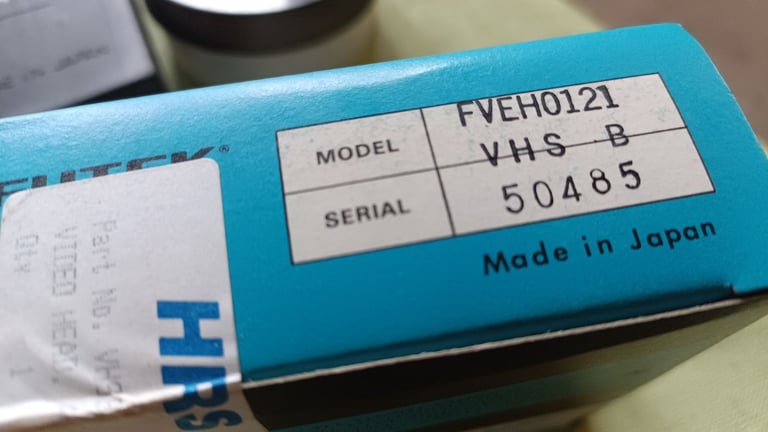 MODEL
FVEH0121
VHS B
SERIAL
50485
Made in Japan
Part No.
VIDEO HEAD
Qty 1
HRS